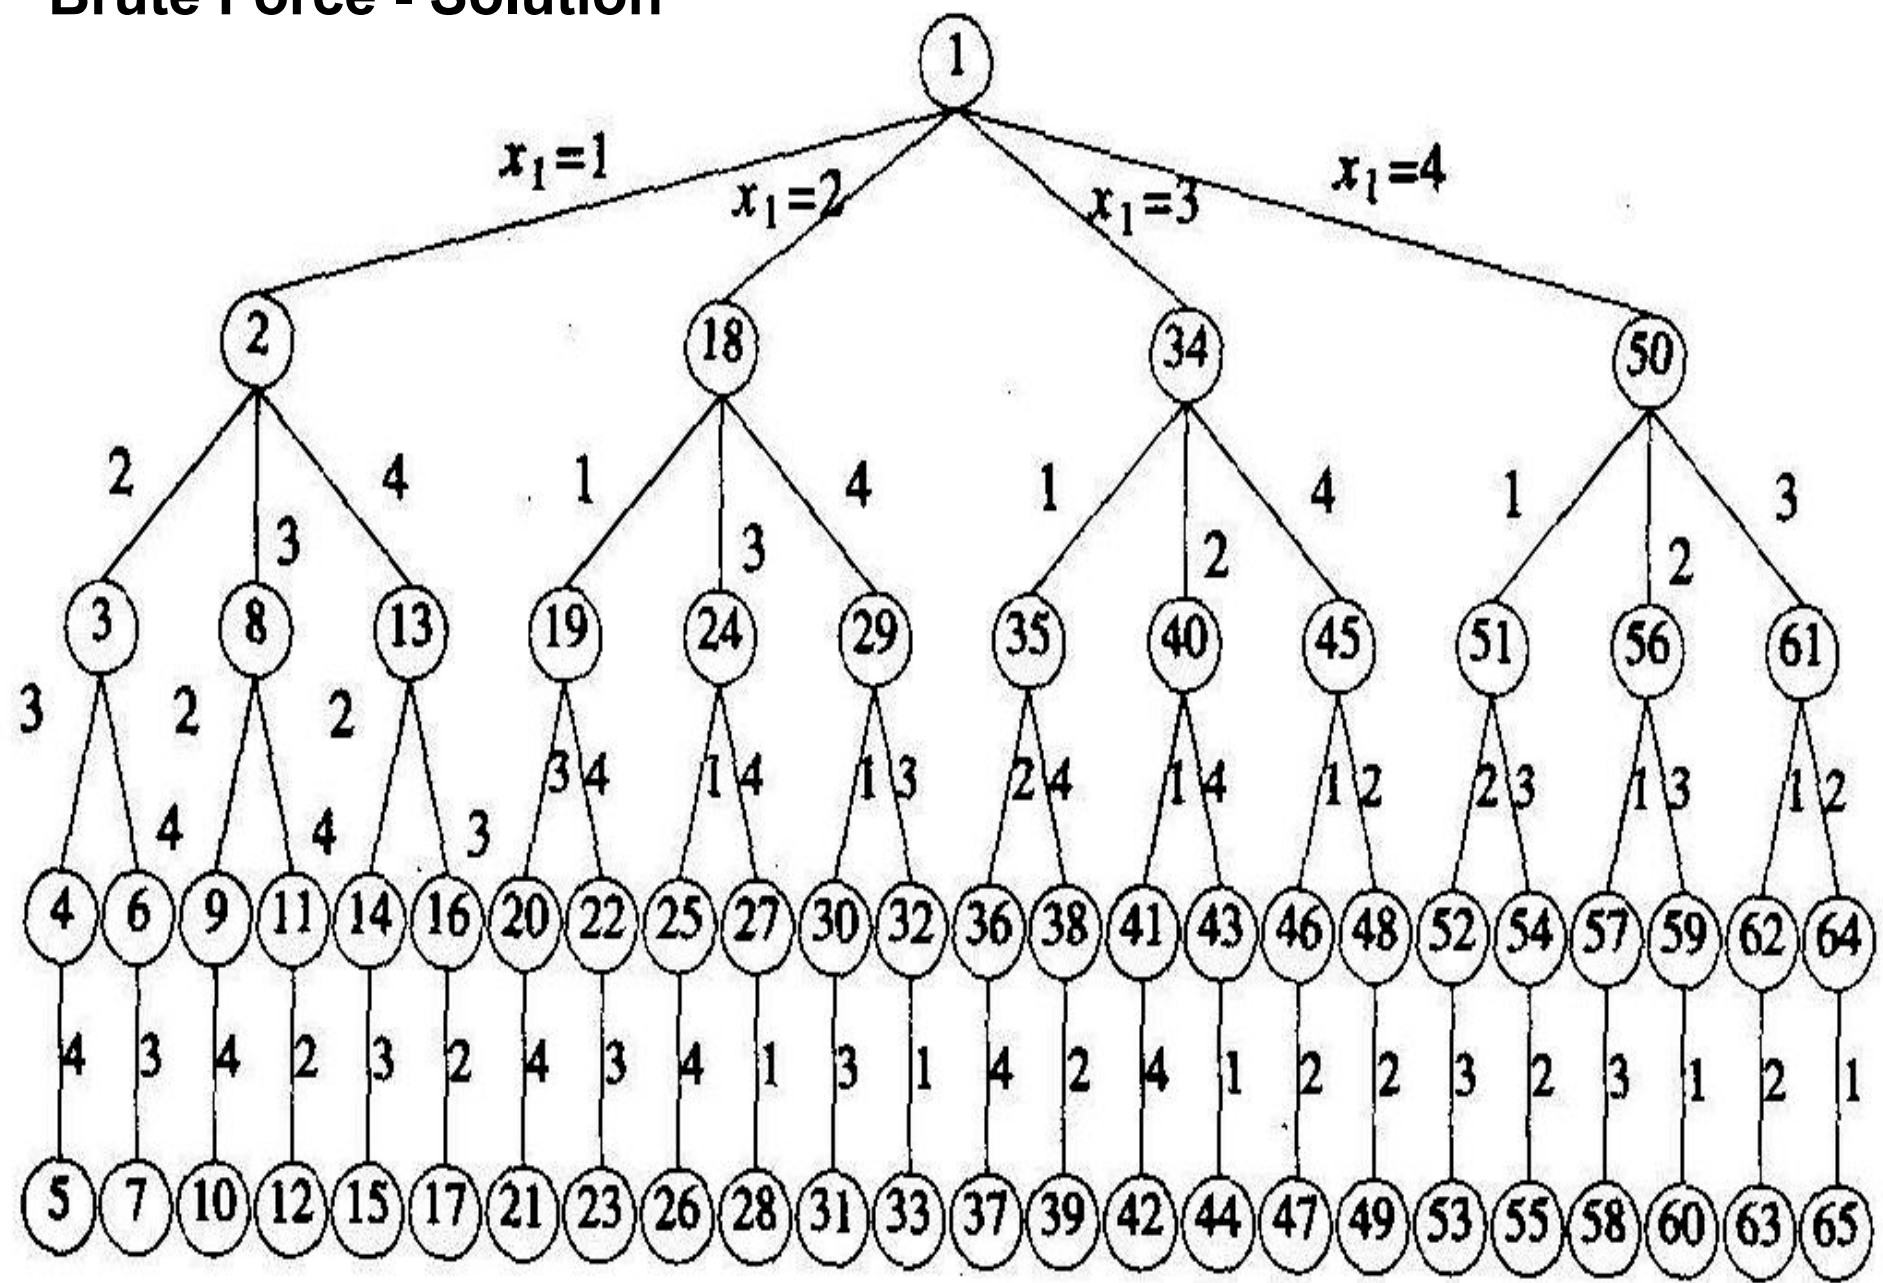 Brute Force - Solution
1
x1=1 x1=2 x1=3 x1=4
2 18 34 50
2 3 4 1 3 4 1 2 4 1 2 3
3 8 13 19 24 29 35 40 45 51 56 61
3 4 2 4 2 3 3 4 1 4 1 3 2 4 1 4 1 2 2 3 1 3 1 2
4 6 9 11 14 16 20 22 25 27 30 32 36 38 41 43 46 48 52 54 57 59 62 64
4 3 4 2 3 2 4 3 4 1 3 1 4 2 4 1 2 2 3 2 3 1 2 1
5 7 10 12 15 17 21 23 26 28 31 33 37 39 42 44 47 49 53 55 58 60 63 65